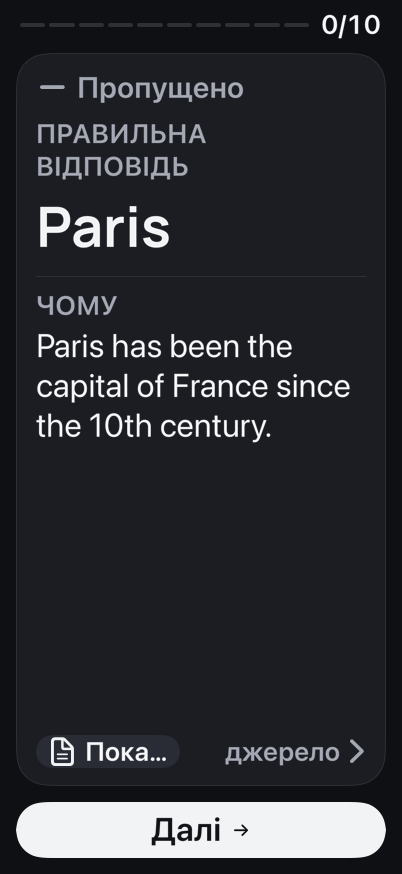 0/10
Пропущено
ПРАВИЛЬНА
ВІДПОВІДЬ
Paris
ЧОМУ
Paris has been the
capital of France since
the 10th century.
Пока... джерело
Далі →